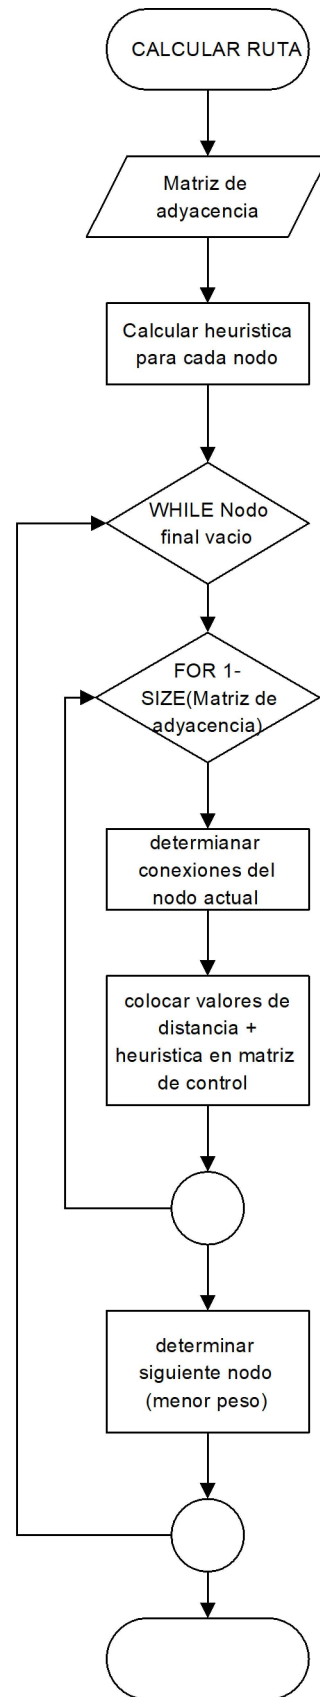 CALCULAR RUTA
Matriz de
adyacencia
Calcular heuristica
para cada nodo
WHILE Nodo
final vacio
FOR 1-
SIZE(Matriz de
adyacencia)
determianar
conexiones del
nodo actual
colocar valores de
distancia +
heuristica en matriz
de control
determinar
siguiente nodo
(menor peso)